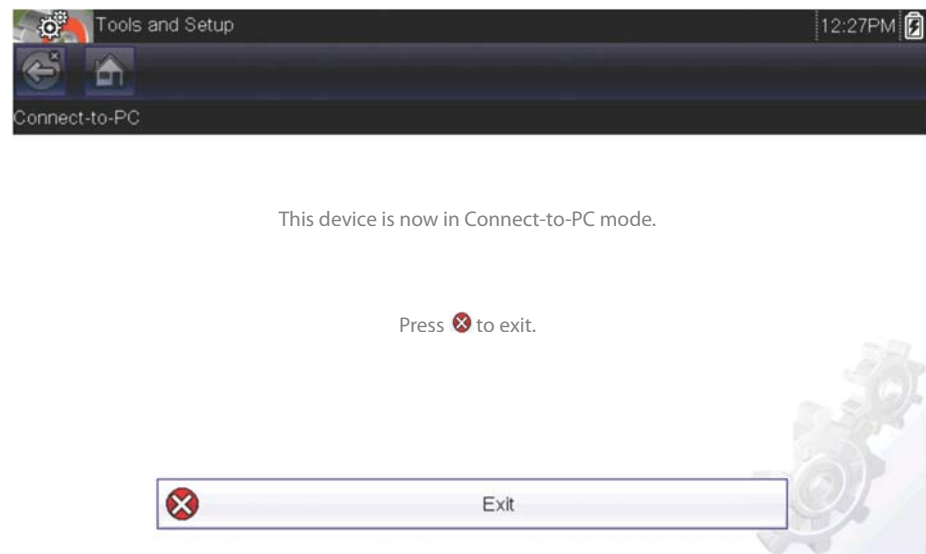 Tools and Setup
12:27PM
Connect-to-PC
This device is now in Connect-to-PC mode.
Press to exit.
Exit